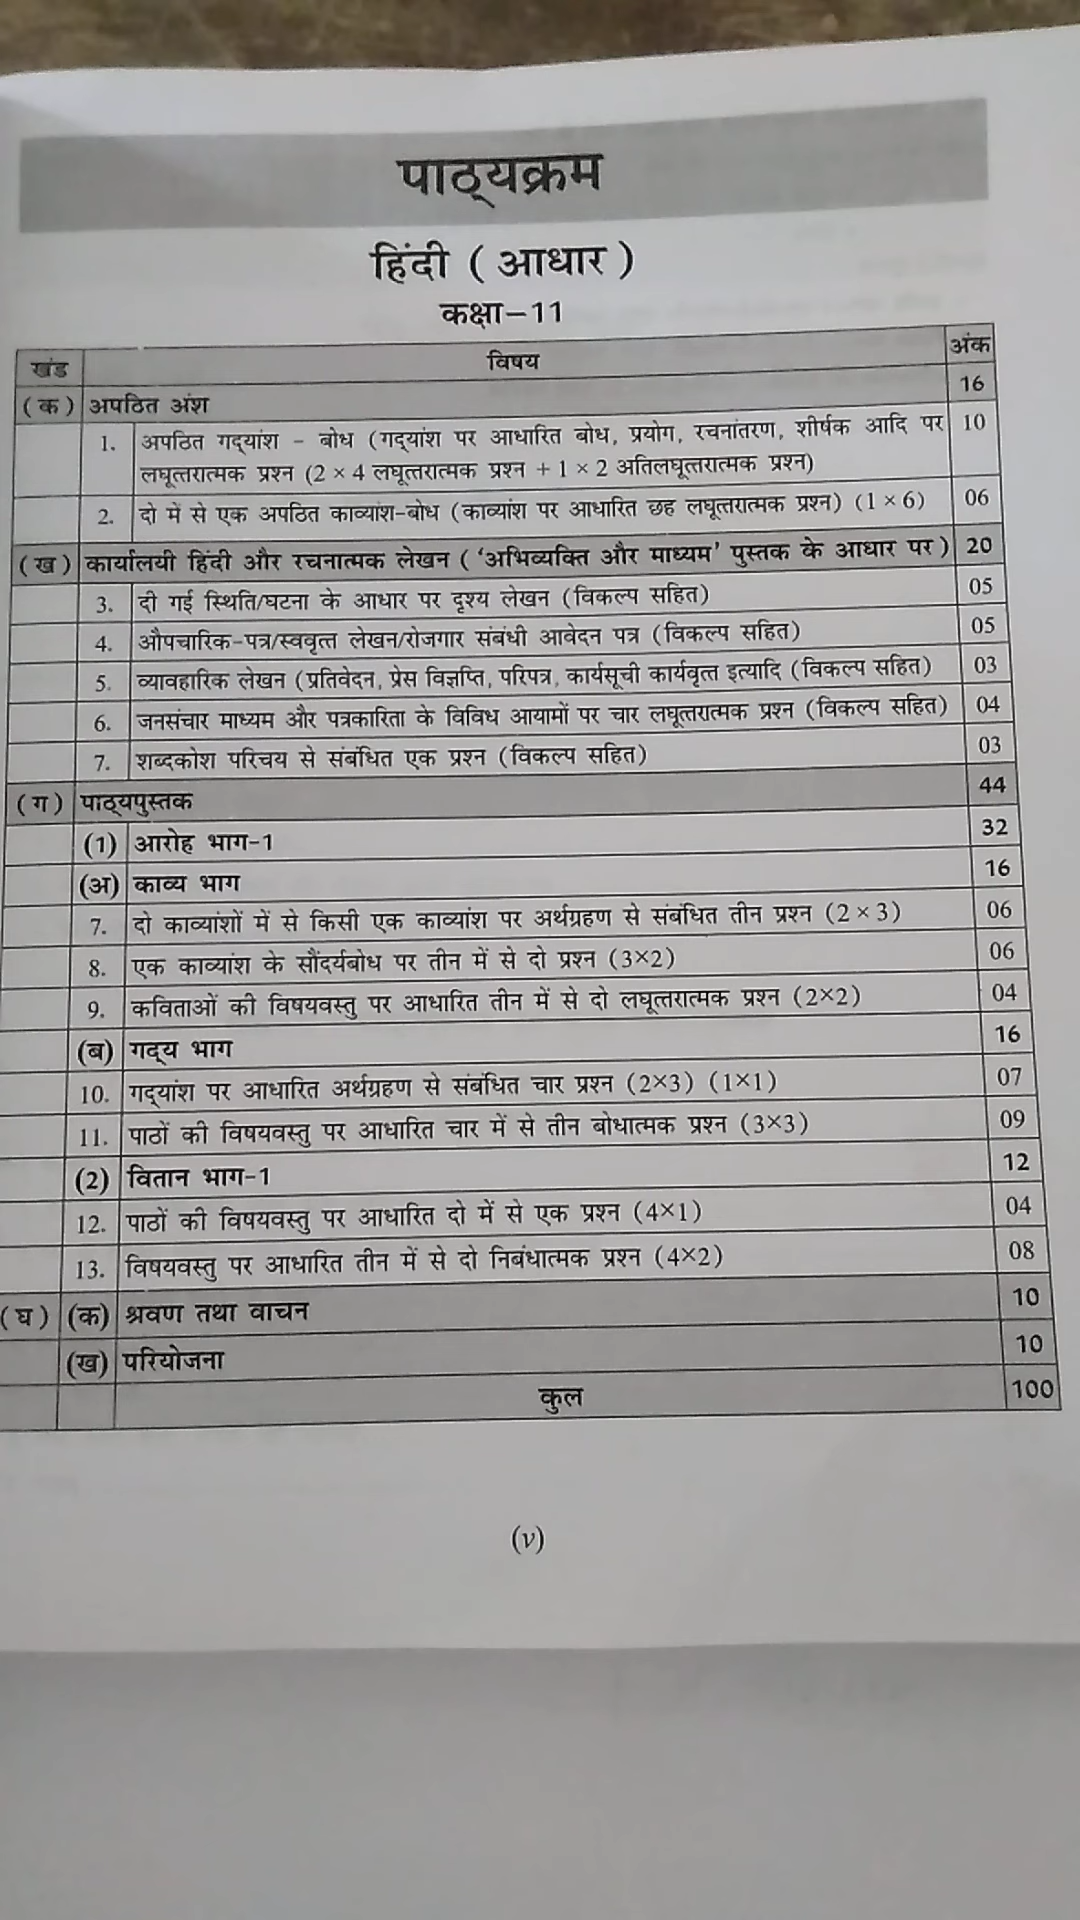 पाठ्यक्रम
हिंदी ( आधार )
कक्षा–11
खंड विषय अंक
( क ) अपठित अंश 16
1. अपठित गद्यांश – बोध (गद्यांश पर आधारित बोध, प्रयोग, रचनांतरण, शीर्षक आदि पर 10
लघूत्तरात्मक प्रश्न (2 × 4 लघूत्तरात्मक प्रश्न + 1 × 2 अतिलघूत्तरात्मक प्रश्न)
2. दो में से एक अपठित काव्यांश-बोध (काव्यांश पर आधारित छह लघूत्तरात्मक प्रश्न) (1 × 6) 06
( ख ) कार्यालयी हिंदी और रचनात्मक लेखन ( ‘अभिव्यक्ति और माध्यम’ पुस्तक के आधार पर ) 20
3. दी गई स्थिति/घटना के आधार पर दृश्य लेखन (विकल्प सहित) 05
4. औपचारिक-पत्र/स्ववृत्त लेखन/रोजगार संबंधी आवेदन पत्र (विकल्प सहित) 05
5. व्यावहारिक लेखन (प्रतिवेदन, प्रेस विज्ञप्ति, परिपत्र, कार्यसूची कार्यवृत्त इत्यादि (विकल्प सहित) 03
6. जनसंचार माध्यम और पत्रकारिता के विविध आयामों पर चार लघूत्तरात्मक प्रश्न (विकल्प सहित) 04
7. शब्दकोश परिचय से संबंधित एक प्रश्न (विकल्प सहित) 03
( ग ) पाठ्यपुस्तक 44
(1) आरोह भाग-1 32
(अ) काव्य भाग 16
7. दो काव्यांशों में से किसी एक काव्यांश पर अर्थग्रहण से संबंधित तीन प्रश्न (2 × 3) 06
8. एक काव्यांश के सौंदर्यबोध पर तीन में से दो प्रश्न (3×2) 06
9. कविताओं की विषयवस्तु पर आधारित तीन में से दो लघूत्तरात्मक प्रश्न (2×2) 04
(ब) गद्य भाग 16
10. गद्यांश पर आधारित अर्थग्रहण से संबंधित चार प्रश्न (2×3) (1×1) 07
11. पाठों की विषयवस्तु पर आधारित चार में से तीन बोधात्मक प्रश्न (3×3) 09
(2) वितान भाग-1 12
12. पाठों की विषयवस्तु पर आधारित दो में से एक प्रश्न (4×1) 04
13. विषयवस्तु पर आधारित तीन में से दो निबंधात्मक प्रश्न (4×2) 08
( घ ) (क) श्रवण तथा वाचन 10
(ख) परियोजना 10
कुल 100
(v)